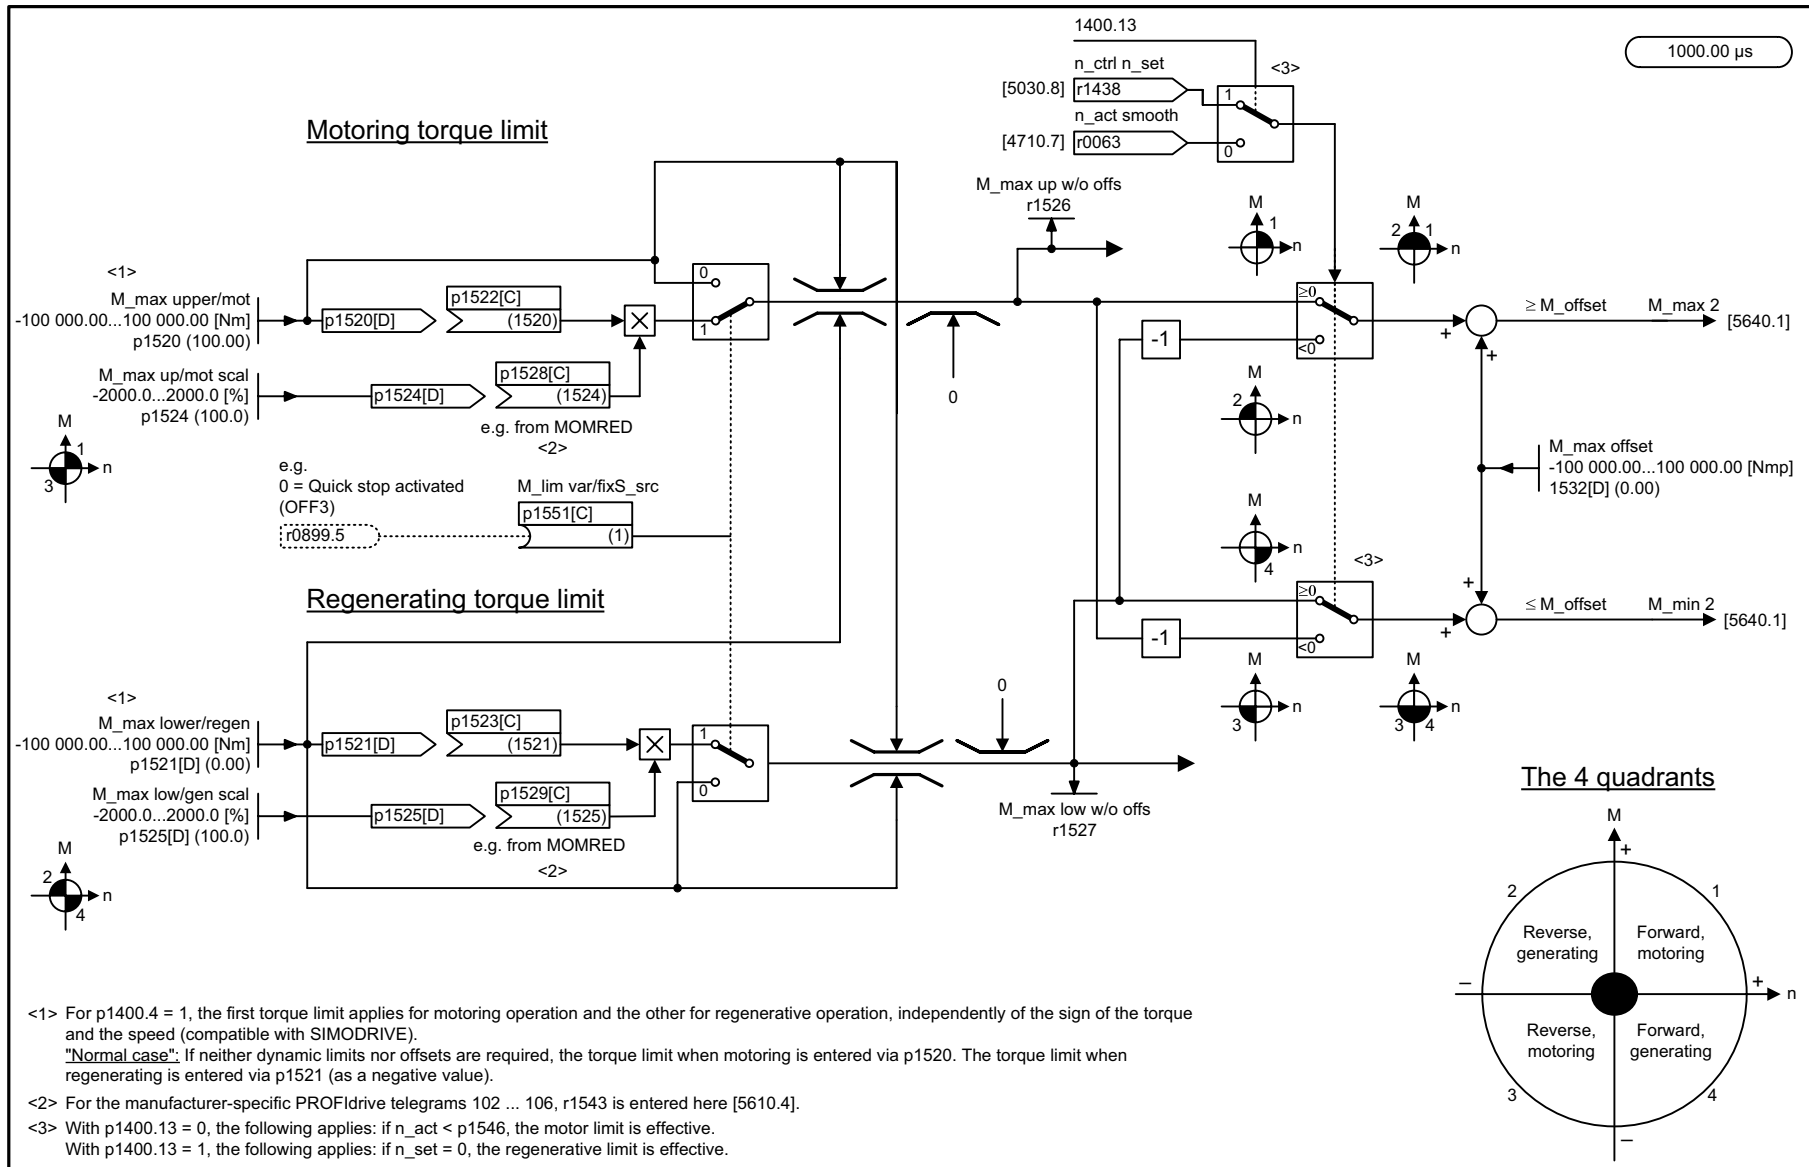 1400.13
1000.00 µs
n_ctrl n_set
<3>
[5030.8]
r1438
1
n_act smooth
[4710.7]
r0063
0
Motoring torque limit
M_max up w/o offs
r1526
M
1
n
M
2 1
n
<1>
M_max upper/mot
-100 000.00...100 000.00 [Nm]
p1520 (100.00)
p1520[D]
p1522[C]
(1520)
0
1
≥0
<0
-1
+
+
≥ M_offset
M_max 2
[5640.1]
M_max up/mot scal
-2000.0...2000.0 [%]
p1524 (100.0)
p1524[D]
p1528[C]
(1524)
e.g. from MOMRED
<2>
0
M
2
n
M
1
n
3
M_max offset
-100 000.00...100 000.00 [Nmp]
1532[D] (0.00)
e.g.
0 = Quick stop activated
(OFF3)
r0899.5
M_lim var/fixS_src
p1551[C]
(1)
M
n
4
<3>
Regenerating torque limit
≥0
<0
-1
+
+
≤ M_offset
M_min 2
[5640.1]
M
n
3
M
n
3 4
<1>
M_max lower/regen
-100 000.00...100 000.00 [Nm]
p1521[D] (0.00)
p1521[D]
p1523[C]
(1521)
1
0
0
M_max low/gen scal
-2000.0...2000.0 [%]
p1525[D] (100.0)
p1525[D]
p1529[C]
(1525)
e.g. from MOMRED
<2>
M_max low w/o offs
r1527
M
2
n
4
The 4 quadrants
M
+
2
1
Reverse,
generating
Forward,
motoring
–
+
n
Reverse,
motoring
Forward,
generating
3
4
–
<1> For p1400.4 = 1, the first torque limit applies for motoring operation and the other for regenerative operation, independently of the sign of the torque
and the speed (compatible with SIMODRIVE).
"Normal case": If neither dynamic limits nor offsets are required, the torque limit when motoring is entered via p1520. The torque limit when
regenerating is entered via p1521 (as a negative value).
<2> For the manufacturer-specific PROFIdrive telegrams 102 ... 106, r1543 is entered here [5610.4].
<3> With p1400.13 = 0, the following applies: if n_act < p1546, the motor limit is effective.
With p1400.13 = 1, the following applies: if n_set = 0, the regenerative limit is effective.